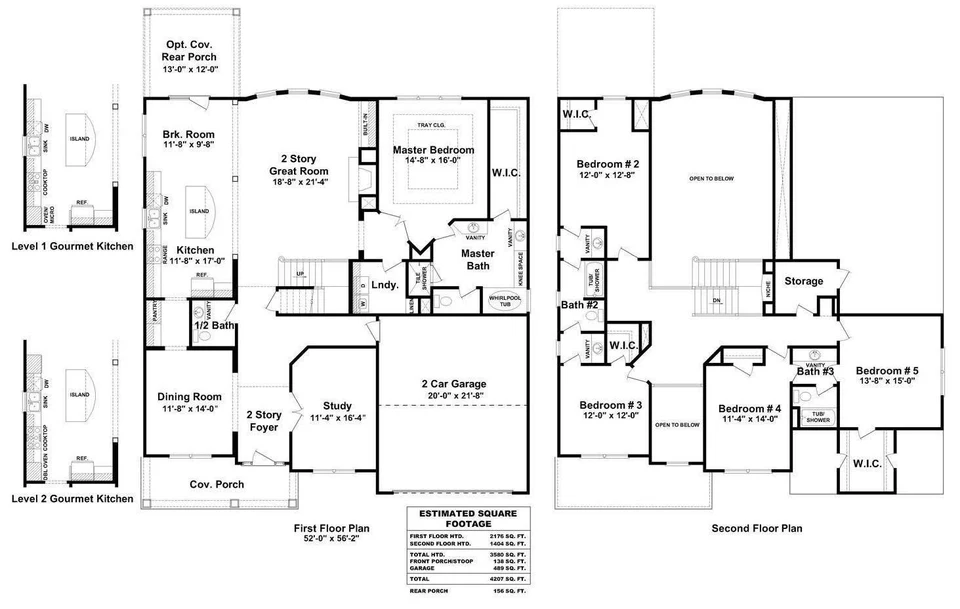 Opt. Cov.
Rear Porch
13'-0" x 12'-0"
DW
SINK
ISLAND
COOKTOP
OVEN/
MICRO
REF.
Level 1 Gourmet Kitchen
DW
SINK
ISLAND
COOKTOP
DBL OVEN
REF.
Level 2 Gourmet Kitchen
Brk. Room
11'-8" x 9'-8"
DW
SINK
ISLAND
RANGE
Kitchen
11'-8" x 17'-0"
REF.
PANTRY
VANITY
1/2 Bath
Dining Room
11'-8" x 14'-0"
2 Story
Great Room
18'-8" x 21'-4"
BUILT-IN
UP
2 Story
Foyer
Study
11'-4" x 16'-4"
Cov. Porch
TRAY CLG.
Master Bedroom
14'-8" x 16'-0"
W.I.C.
VANITY
VANITY
Master
Bath
KNEE SPACE
TILE
SHOWER
Lndy.
D
W
LINEN
WHIRLPOOL
TUB
2 Car Garage
20'-0" x 21'-8"
First Floor Plan
52'-0" x 56'-2"
ESTIMATED SQUARE
FOOTAGE
FIRST FLOOR HTD. 2176 SQ. FT.
SECOND FLOOR HTD. 1404 SQ. FT.
TOTAL HTD. 3580 SQ. FT.
FRONT PORCH/STOOP 138 SQ. FT.
GARAGE 489 SQ. FT.
TOTAL 4207 SQ. FT.
REAR PORCH 156 SQ. FT.
W.I.C.
Bedroom # 2
12'-0" x 12'-8"
OPEN TO BELOW
VANITY
TUB/
SHOWER
Bath #2
VANITY
W.I.C.
DN
NICHE
Storage
Bedroom # 3
12'-0" x 12'-0"
OPEN TO BELOW
Bedroom # 4
11'-4" x 14'-0"
VANITY
Bath #3
TUB/
SHOWER
Bedroom # 5
13'-8" x 15'-0"
W.I.C.
Second Floor Plan